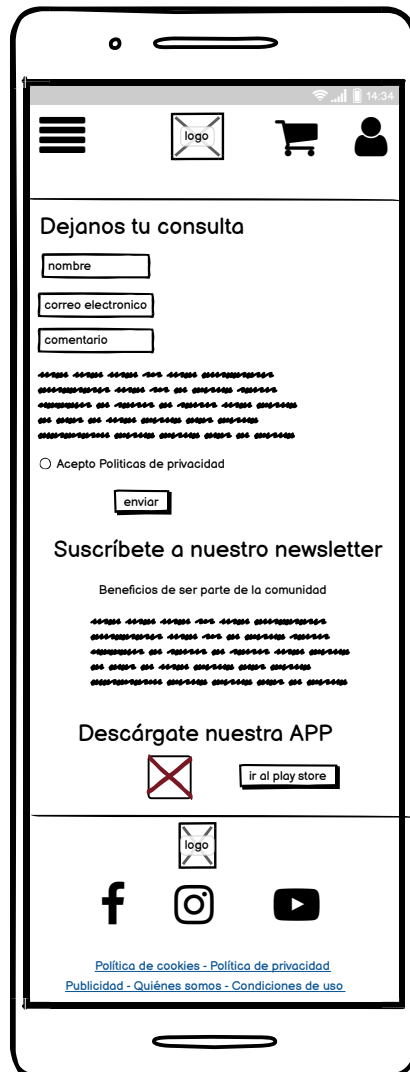 14:34
logo
Dejanos tu consulta
nombre
correo electronico
comentario
Acepto Politicas de privacidad
enviar
Suscríbete a nuestro newsletter
Beneficios de ser parte de la comunidad
Descárgate nuestra APP
ir al play store
logo
Política de cookies - Política de privacidad
Publicidad - Quiénes somos - Condiciones de uso